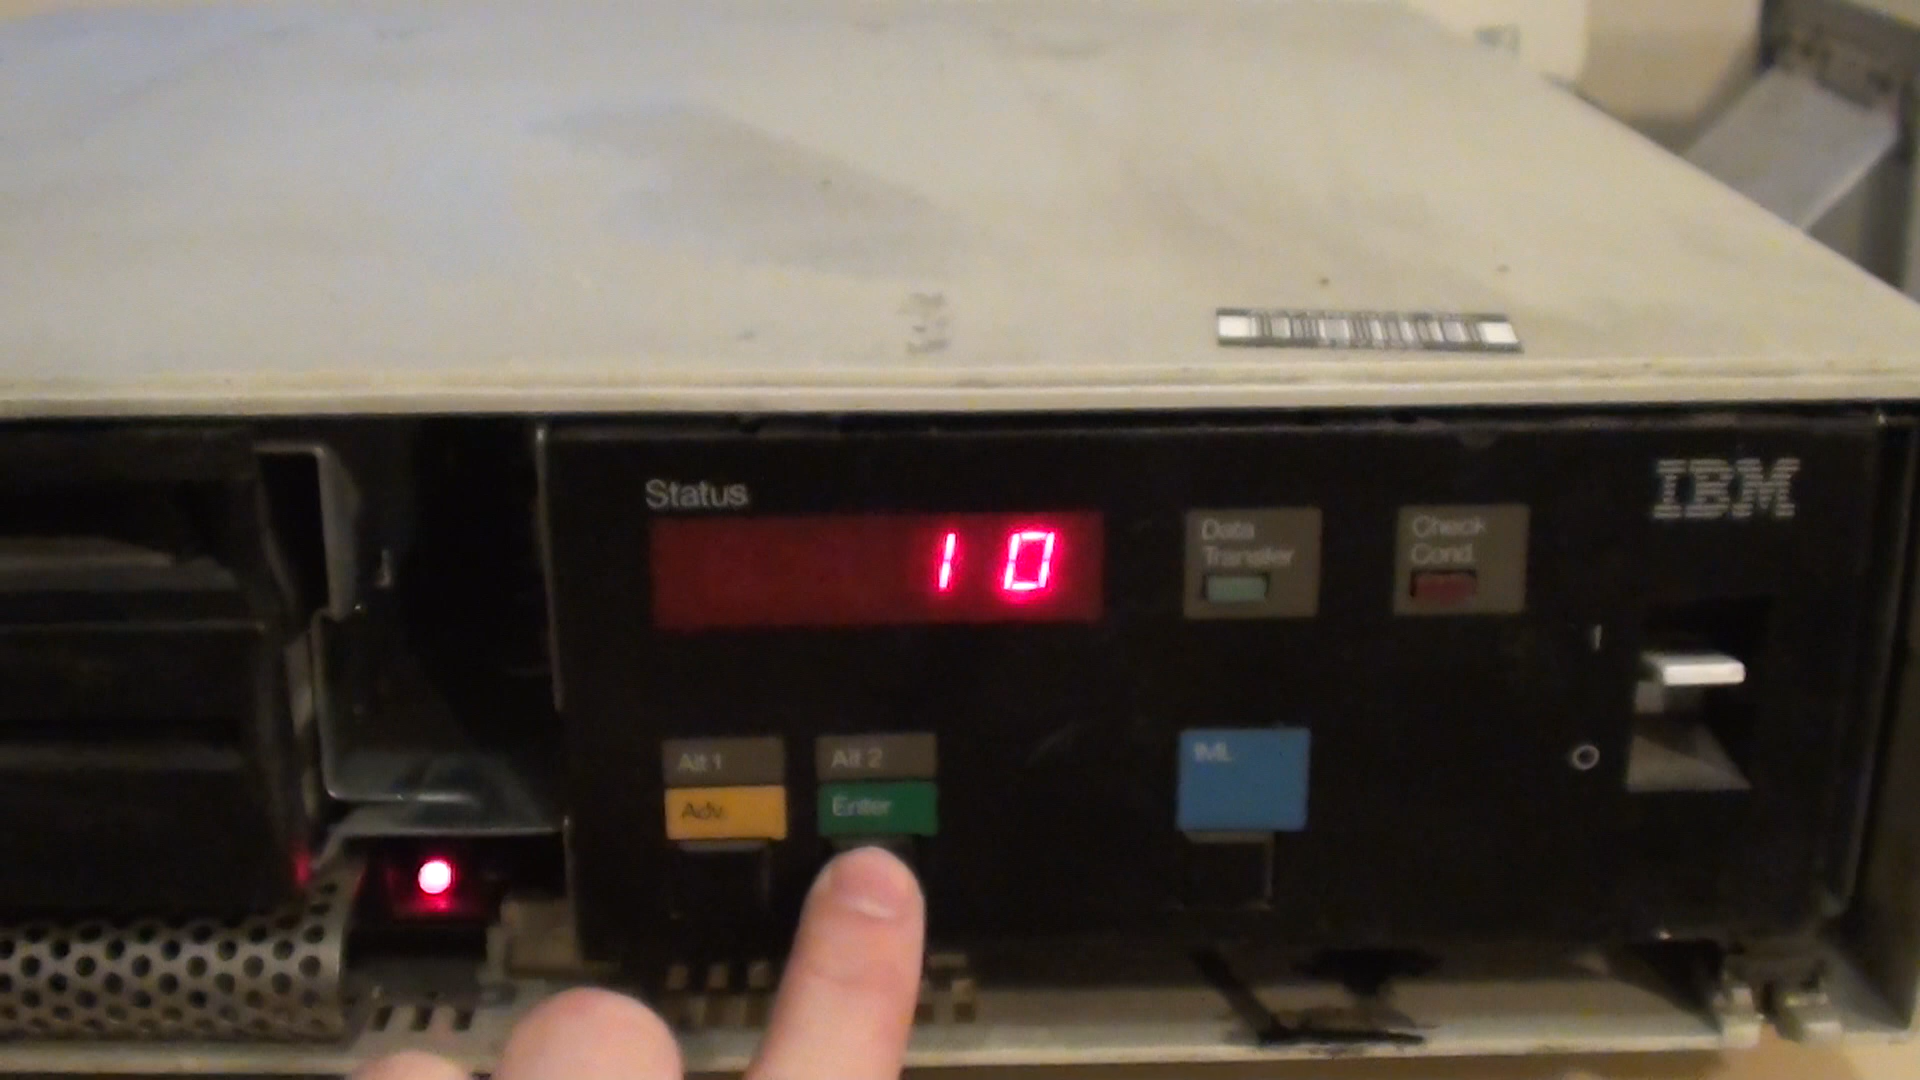 Status
10
Data
Transfer
Check
Cond.
IBM
Alt 1
Adv.
Alt 2
Enter
IML